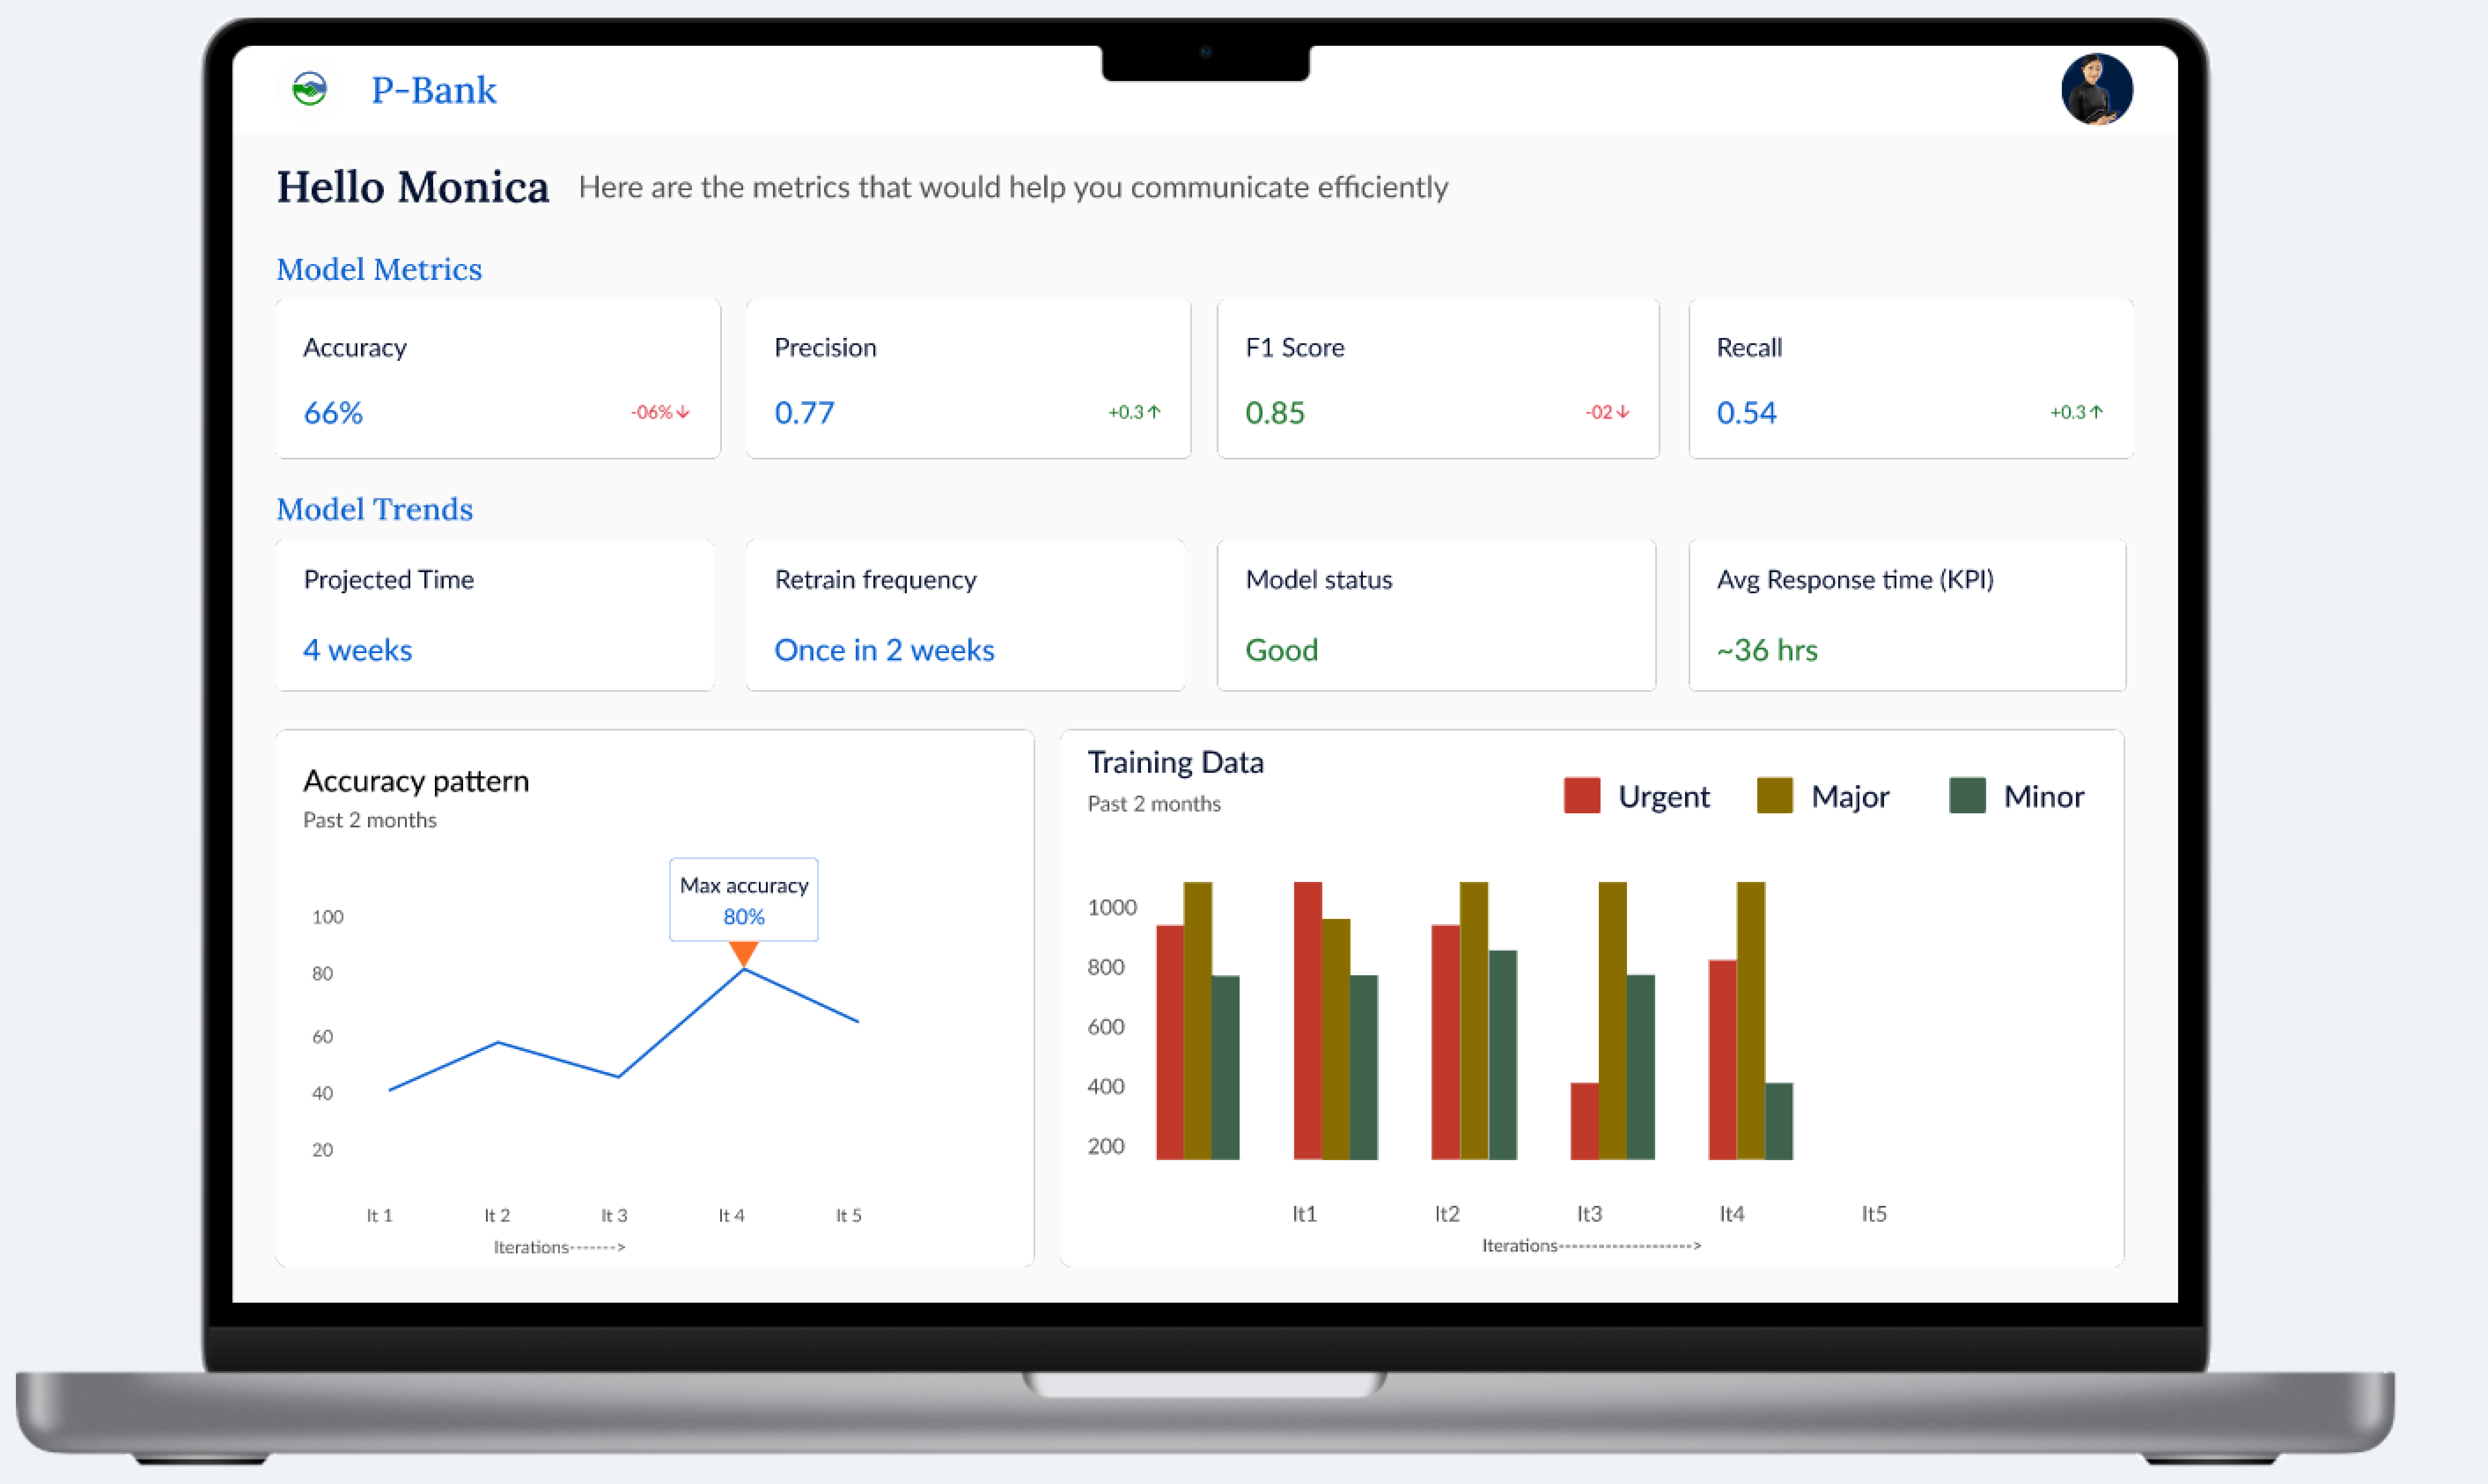 P-Bank
Hello Monica Here are the metrics that would help you communicate efficiently
Model Metrics
Accuracy
66% -06%↓
Precision
0.77 +0.3↑
F1 Score
0.85 -02↓
Recall
0.54 +0.3↑
Model Trends
Projected Time
4 weeks
Retrain frequency
Once in 2 weeks
Model status
Good
Avg Response time (KPI)
~36 hrs
Accuracy pattern
Past 2 months
Max accuracy
80%
100
80
60
40
20
It 1 It 2 It 3 It 4 It 5
Iterations------->
Training Data
Past 2 months
Urgent Major Minor
1000
800
600
400
200
It1 It2 It3 It4 It5
Iterations-------------------->